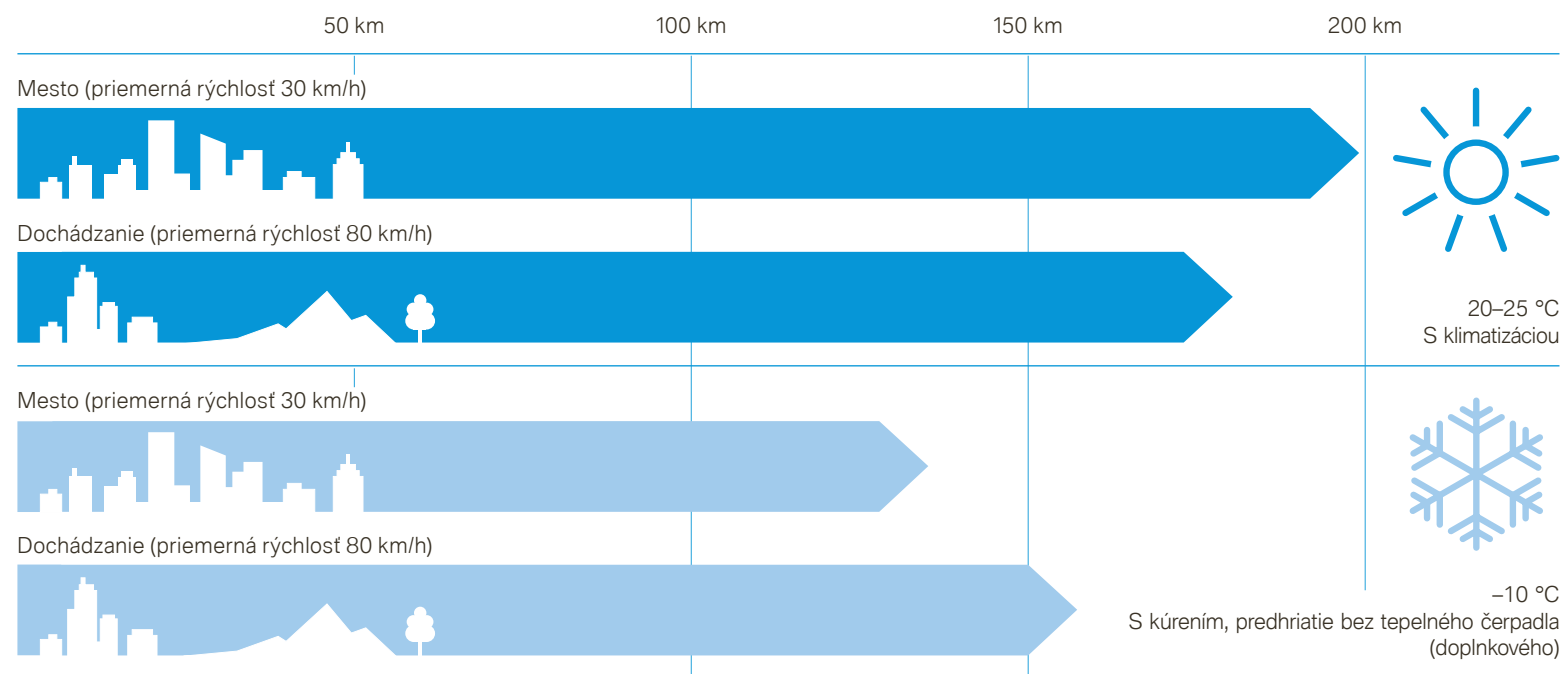 50 km 100 km 150 km 200 km
Mesto (priemerná rýchlosť 30 km/h)
Dochádzanie (priemerná rýchlosť 80 km/h)
20–25 °C
S klimatizáciou
Mesto (priemerná rýchlosť 30 km/h)
Dochádzanie (priemerná rýchlosť 80 km/h)
–10 °C
S kúrením, predhriatie bez tepelného čerpadla
(doplnkového)